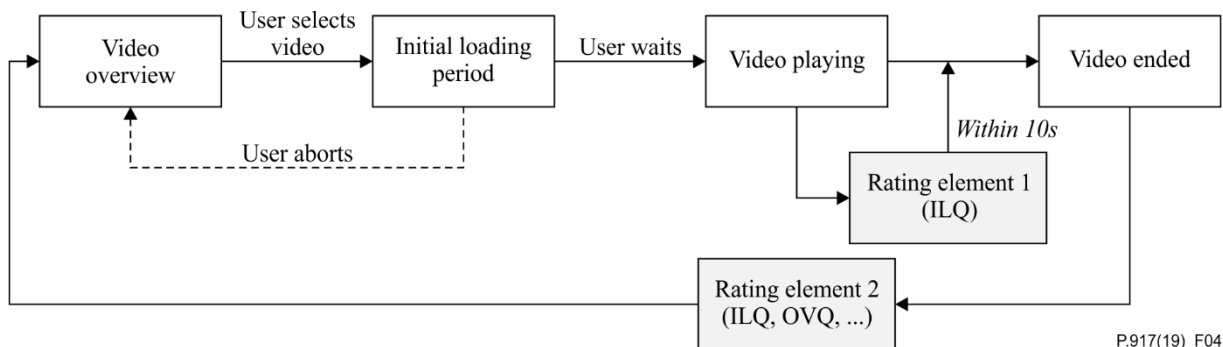 Video
overview
User selects
video
Initial loading
period
User waits
Video playing
Video ended
User aborts
Within 10s
Rating element 1
(ILQ)
Rating element 2
(ILQ, OVQ, ...)
P.917(19)_F04